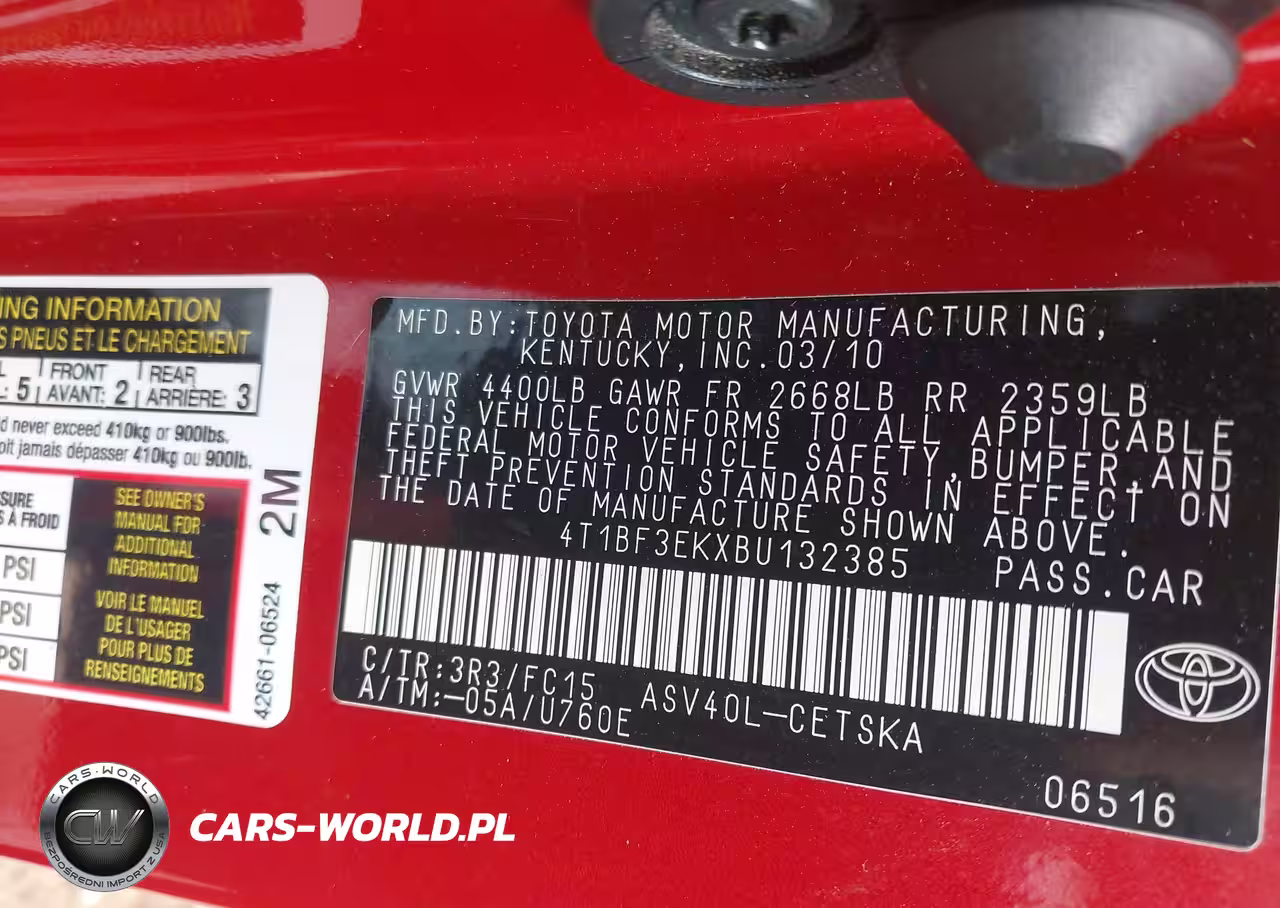 NG INFORMATION
S PNEUS ET LE CHARGEMENT
FRONT REAR
: 5 AVANT: 2 ARRIÈRE: 3
d never exceed 410kg or 900lbs.
oit jamais dépasser 410kg ou 900lb.
SURE
S À FROID
PSI
PSI
PSI
SEE OWNER'S
MANUAL FOR
ADDITIONAL
INFORMATION
VOIR LE MANUEL
DE L'USAGER
POUR PLUS DE
RENSEIGNEMENTS
2M
42661-06524
MFD.BY:TOYOTA MOTOR MANUFACTURING,
KENTUCKY,INC.03/10
GVWR 4400LB GAWR FR 2668LB RR 2359LB
THIS VEHICLE CONFORMS TO ALL APPLICABLE
FEDERAL MOTOR VEHICLE SAFETY,BUMPER,AND
THEFT PREVENTION STANDARDS IN EFFECT ON
THE DATE OF MANUFACTURE SHOWN ABOVE.
4T1BF3EKXBU132385 PASS.CAR
C/TR:3R3/FC15 ASV40L-CETSKA
A/TM:-05A/U760E
06516
CARS-WORLD
CW
BEZPOŚREDNI IMPORT Z USA
CARS-WORLD.PL